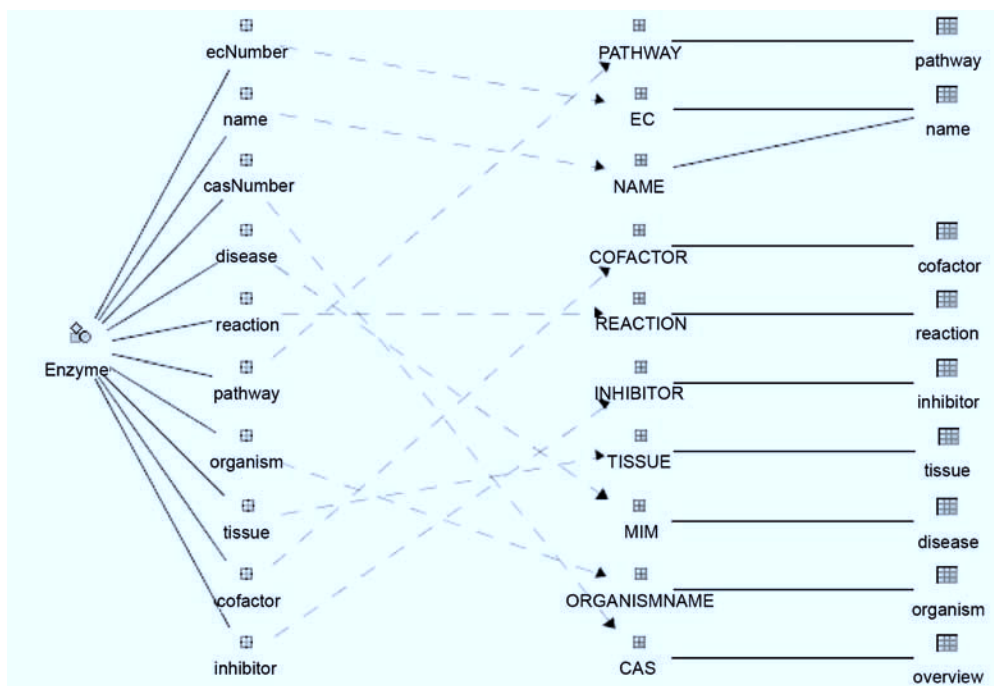 ecNumber
PATHWAY
pathway
name
EC
name
casNumber
NAME
disease
COFACTOR
cofactor
reaction
REACTION
reaction
Enzyme
pathway
INHIBITOR
inhibitor
organism
TISSUE
tissue
tissue
MIM
disease
cofactor
ORGANISMNAME
organism
inhibitor
CAS
overview